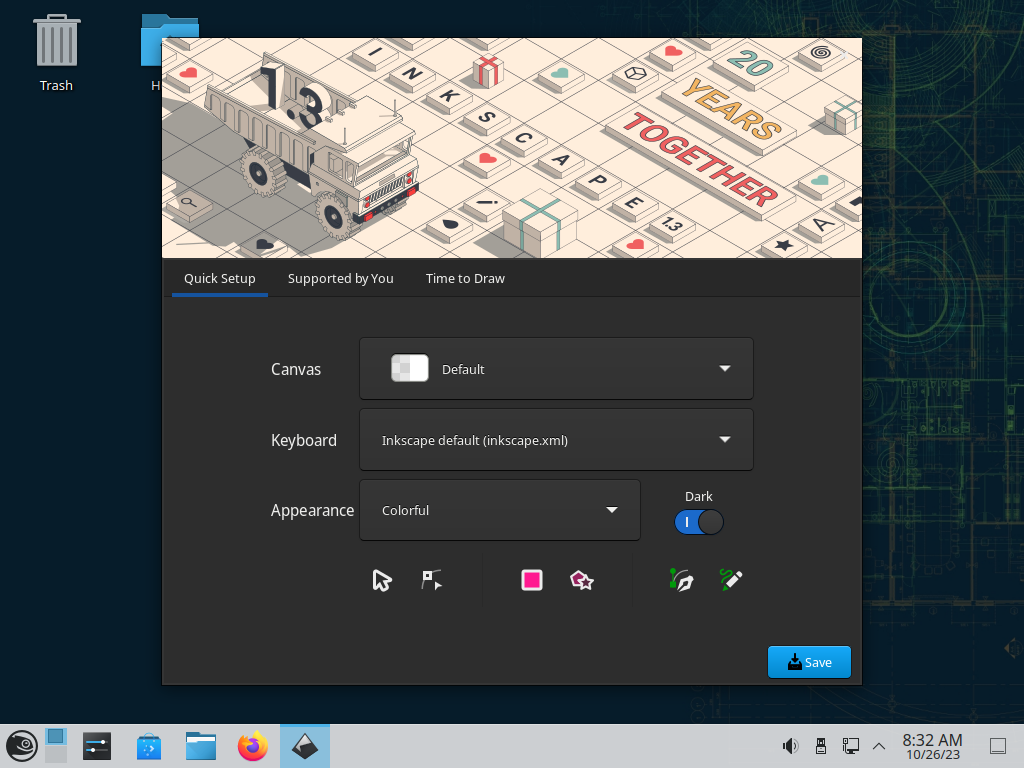 Trash
H
1.3
INKSCAPE 1.3
20
YEARS
TOGETHER
!
A
Quick Setup
Supported by You
Time to Draw
Canvas
Default
Keyboard
Inkscape default (inkscape.xml)
Appearance
Colorful
Dark
Save
8:32 AM
10/26/23